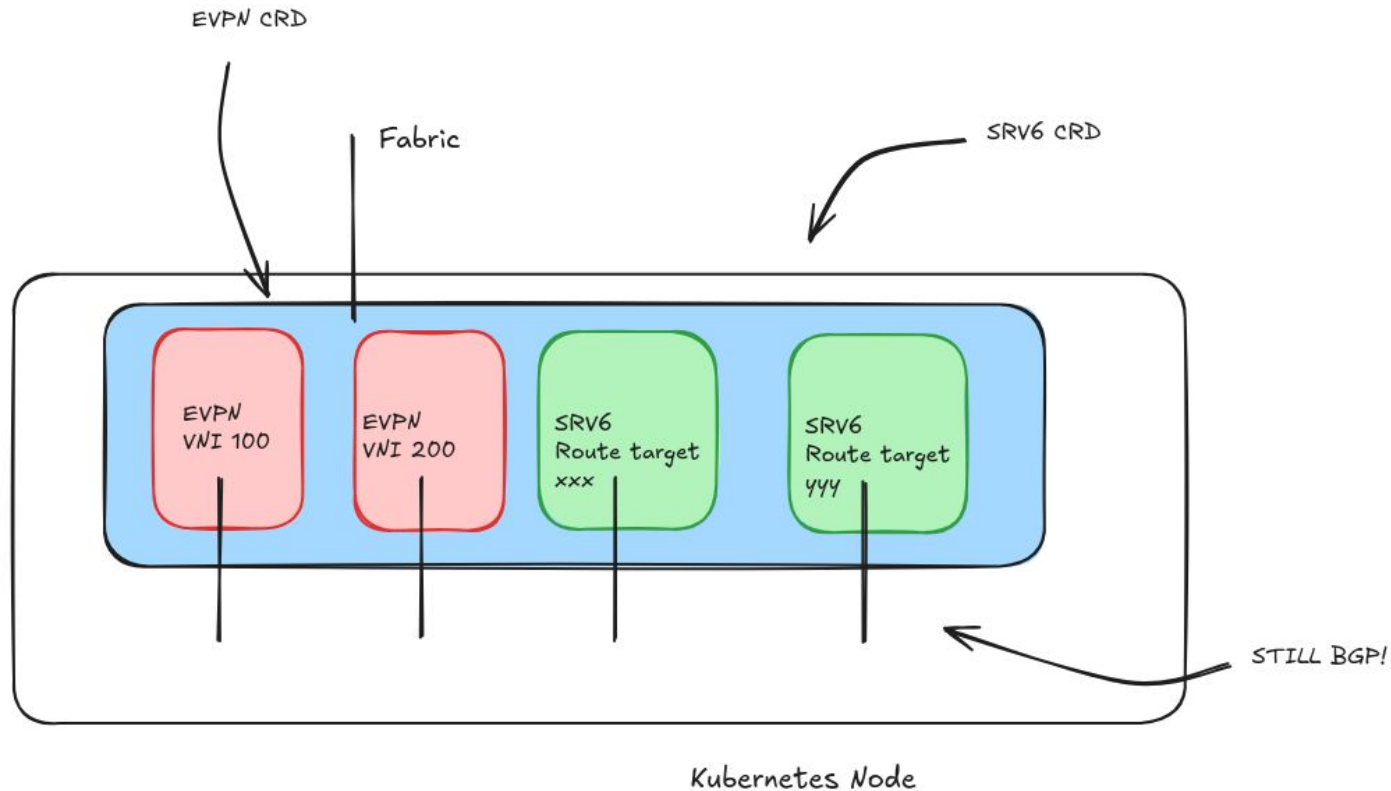 EVPN CRD
Fabric
SRV6 CRD
EVPN
VNI 100
EVPN
VNI 200
SRV6
Route target
xxx
SRV6
Route target
yyy
STILL BGP!
Kubernetes Node